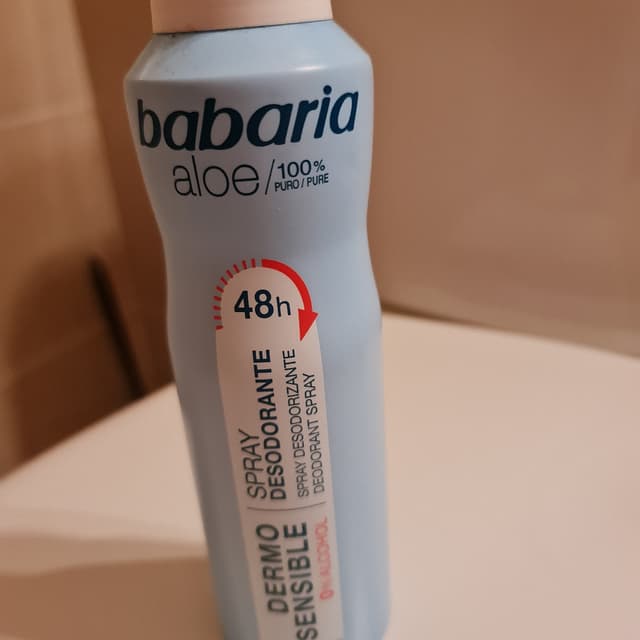 babaria
aloe/100%
PURO/PURE
48h
SPRAY
DESODORANTE
SPRAY DESODORIZANTE
DEODORANT SPRAY
DERMO
SENSIBLE
0% ALCOHOL